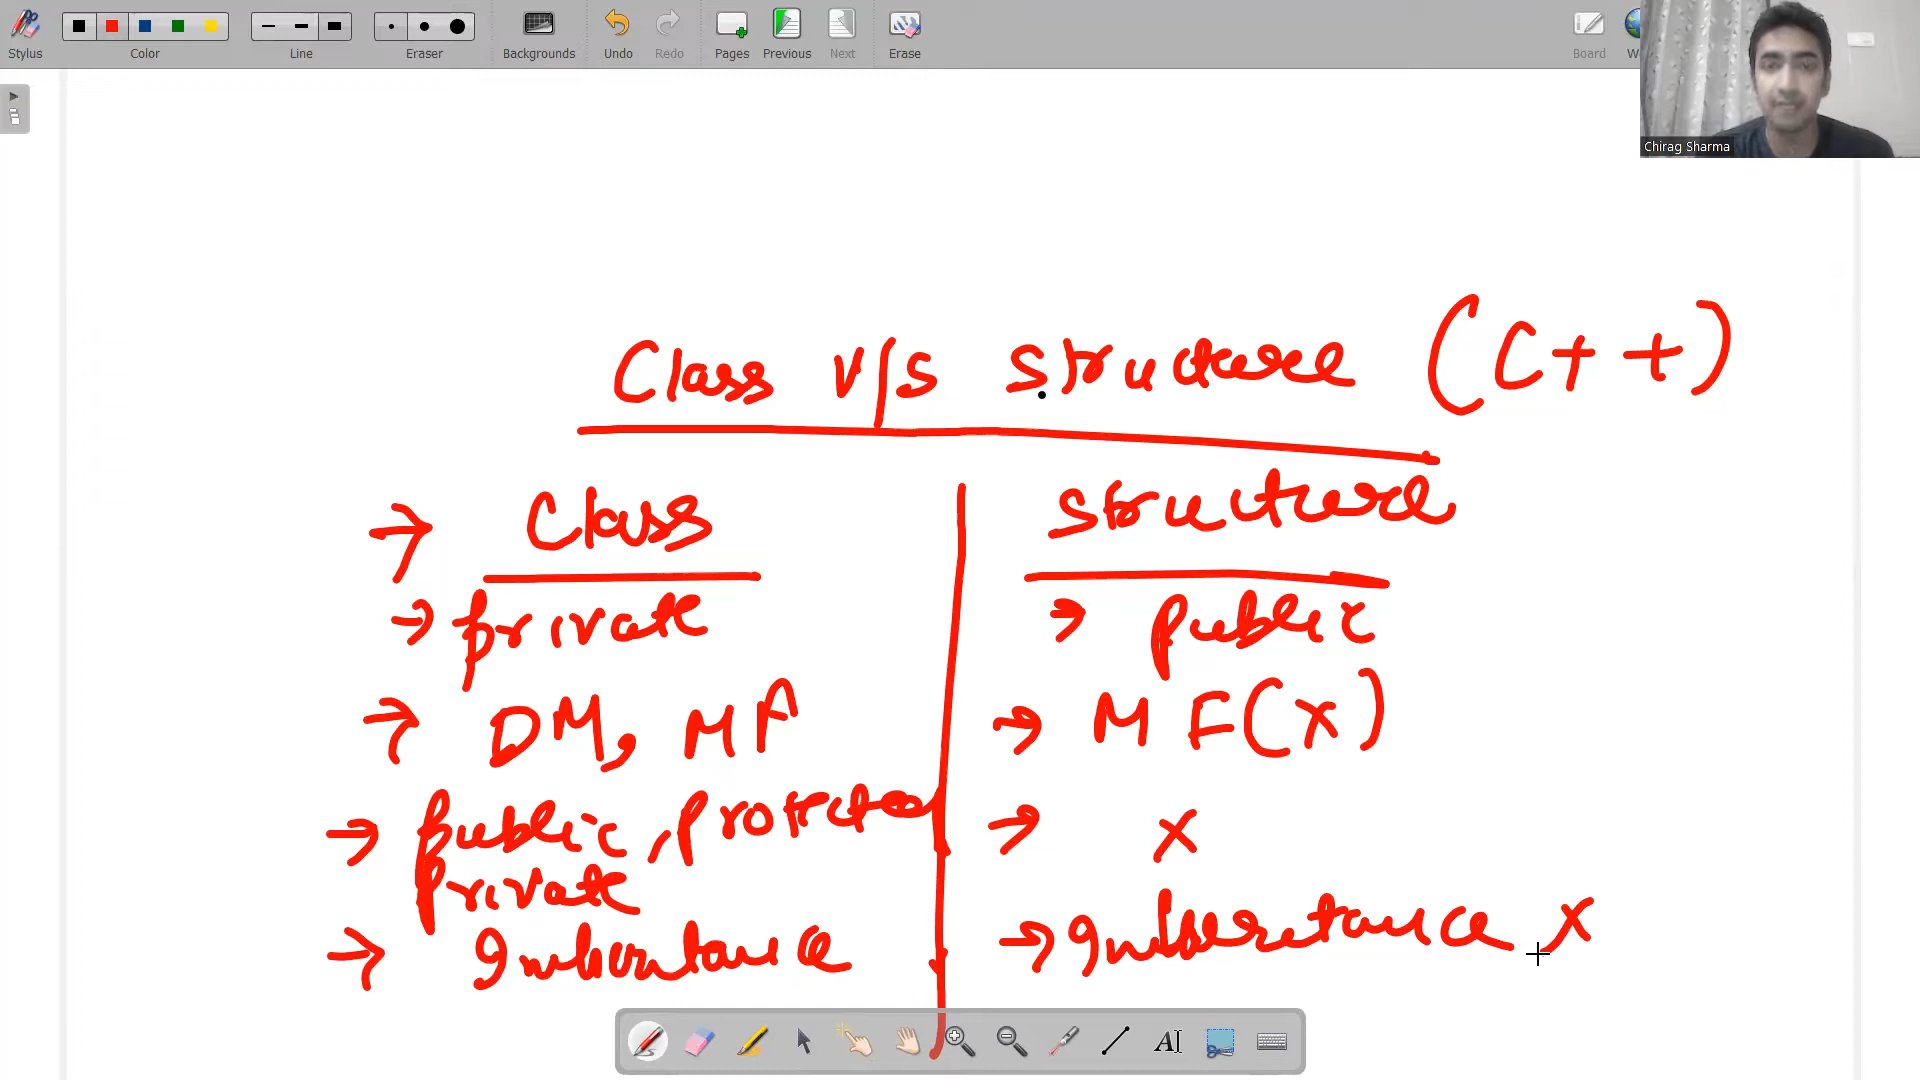 Stylus Color Line Eraser Backgrounds Undo Redo Pages Previous Next Erase Board W
Chirag Sharma
Class v/s Structure (C++)
→ Class Structure
→ private → public
→ DM, MF → MF(x)
→ public, protected → x
private
→ Inheritance → Inheritance x